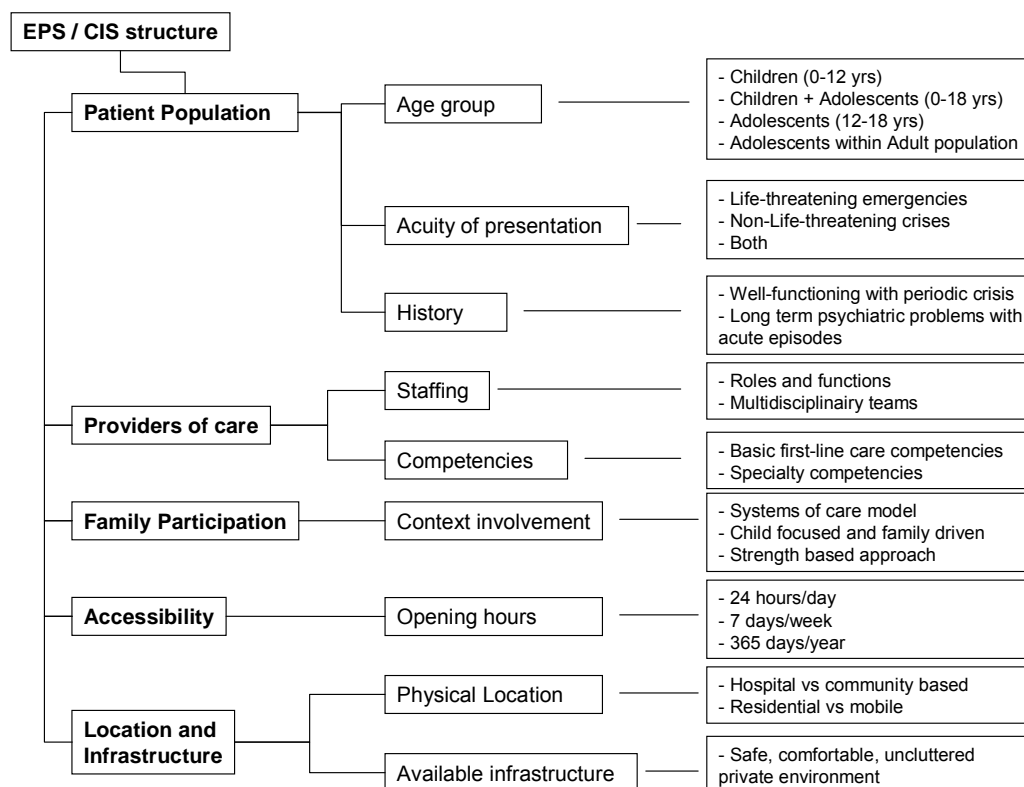 EPS / CIS structure
Patient Population
Age group
- Children (0-12 yrs)
- Children + Adolescents (0-18 yrs)
- Adolescents (12-18 yrs)
- Adolescents within Adult population
Acuity of presentation
- Life-threatening emergencies
- Non-Life-threatening crises
- Both
History
- Well-functioning with periodic crisis
- Long term psychiatric problems with
acute episodes
Providers of care
Staffing
- Roles and functions
- Multidisciplinairy teams
Competencies
- Basic first-line care competencies
- Specialty competencies
Family Participation
Context involvement
- Systems of care model
- Child focused and family driven
- Strength based approach
Accessibility
Opening hours
- 24 hours/day
- 7 days/week
- 365 days/year
Location and
Infrastructure
Physical Location
- Hospital vs community based
- Residential vs mobile
Available infrastructure
- Safe, comfortable, uncluttered
private environment